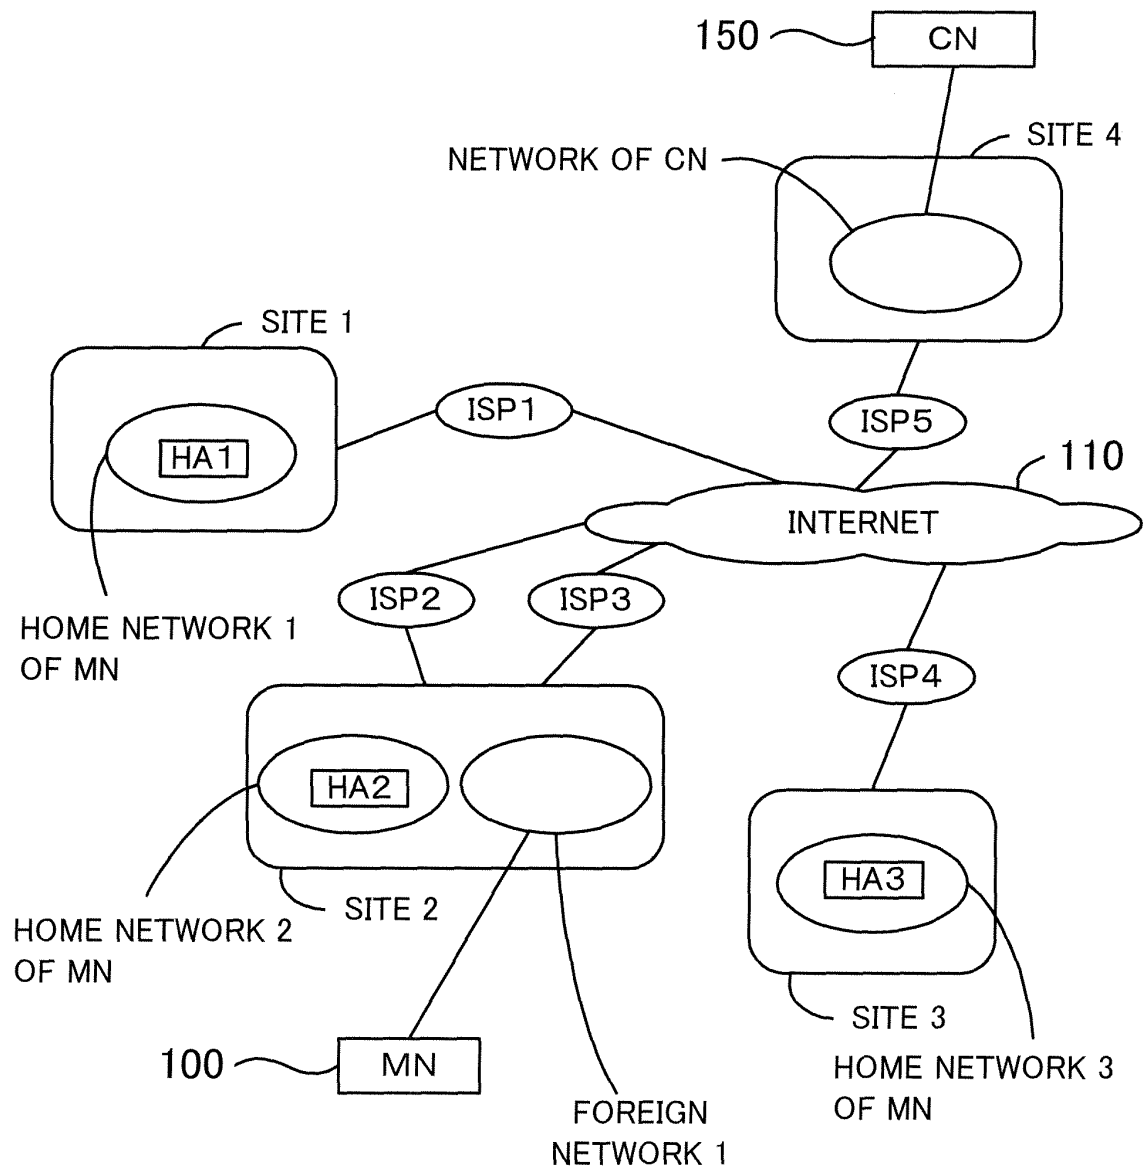 150
CN
SITE 4
NETWORK OF CN
SITE 1
ISP1
ISP5
HA1
110
INTERNET
ISP2
ISP3
HOME NETWORK 1
OF MN
ISP4
HA2
HA3
SITE 2
HOME NETWORK 2
OF MN
SITE 3
100
MN
HOME NETWORK 3
OF MN
FOREIGN
NETWORK 1